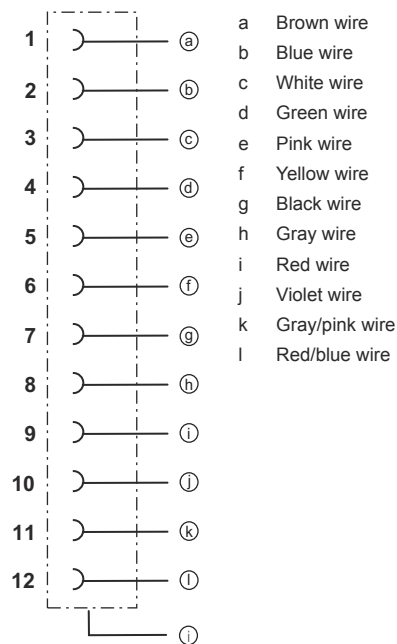 1 ⓐ
2 ⓑ
3 ⓒ
4 ⓓ
5 ⓔ
6 ⓕ
7 ⓖ
8 ⓗ
9 ⓘ
10 ⓙ
11 ⓚ
12 ⓛ
a Brown wire
b Blue wire
c White wire
d Green wire
e Pink wire
f Yellow wire
g Black wire
h Gray wire
i Red wire
j Violet wire
k Gray/pink wire
l Red/blue wire